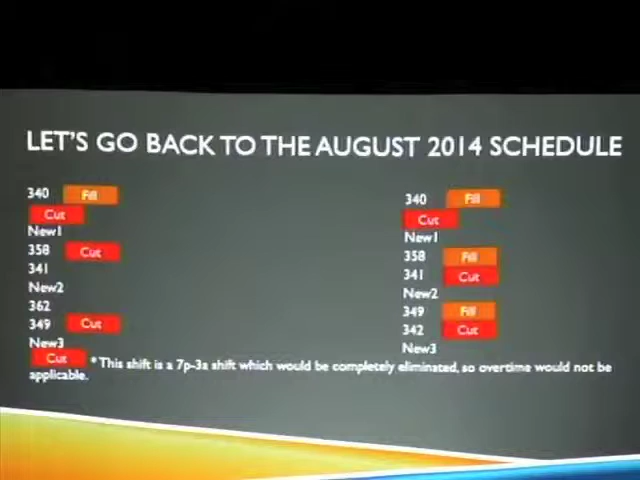 LET'S GO BACK TO THE AUGUST 2014 SCHEDULE
340 Fill
Cut
New1
358 Cut
341
New2
362
349 Cut
New3
Cut *This shift is a 7p-3a shift which would be completely eliminated, so overtime would not be
applicable.
340 Fill
Cut
New1
358 Fill
341 Cut
New2
349 Fill
342 Cut
New3